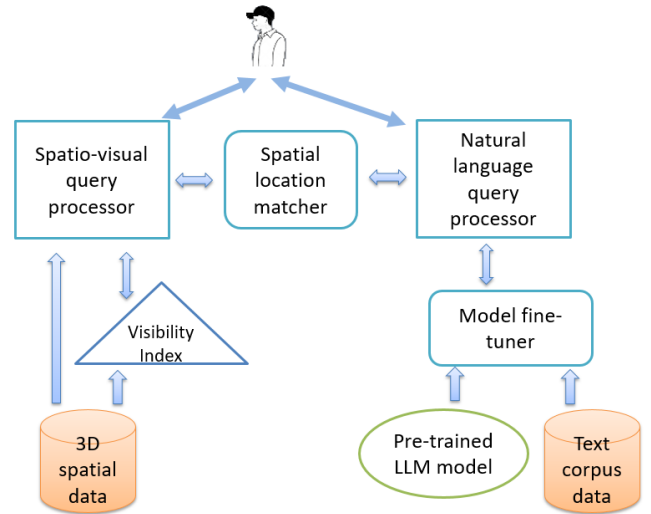 Spatio-visual
query
processor
Spatial
location
matcher
Natural
language
query
processor
Visibility
Index
Model fine-
tuner
3D
spatial
data
Pre-trained
LLM model
Text
corpus
data